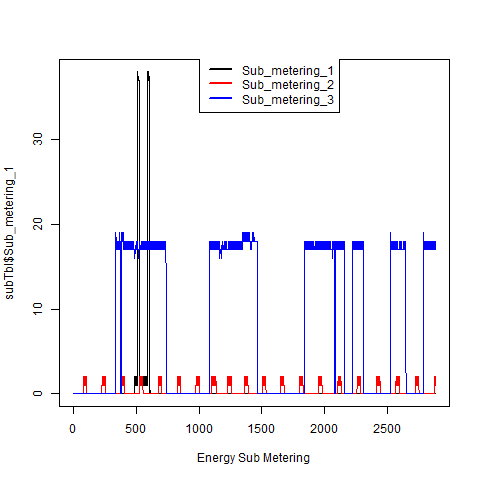 Sub_metering_1
Sub_metering_2
Sub_metering_3
subTbl$Sub_metering_1
30
20
10
0
0 500 1000 1500 2000 2500
Energy Sub Metering